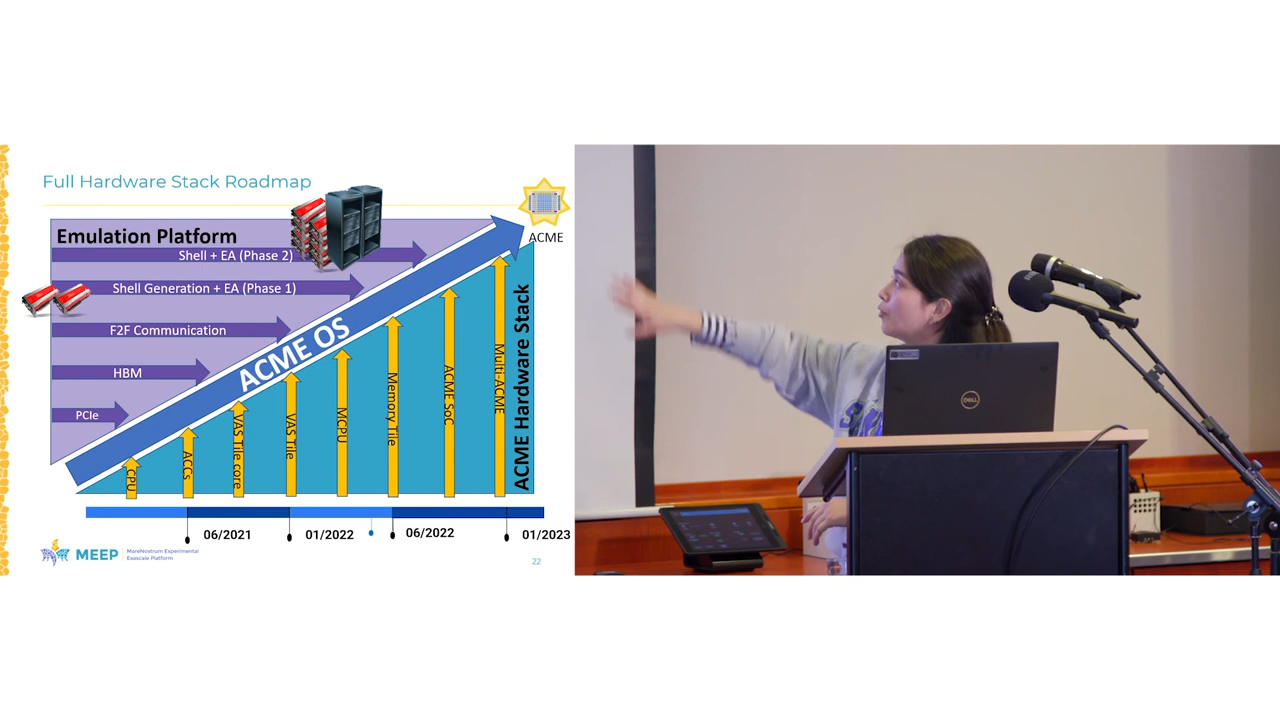 Full Hardware Stack Roadmap
ACME
Emulation Platform
Shell + EA (Phase 2)
Shell Generation + EA (Phase 1)
F2F Communication
HBM
PCIe
ACME OS
CPU
ACCs
VAS Tile core
VAS Tile
MCPU
Memory Tile
ACME SoC
Multi-ACME
ACME Hardware Stack
06/2021
01/2022
06/2022
01/2023
MEEP
MareNostrum Experimental
Exascale Platform
22
DELL